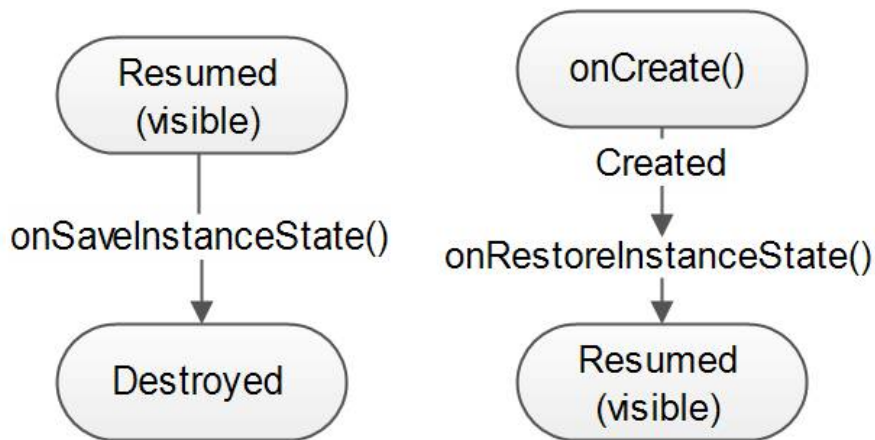 Resumed
(visible)
onSaveInstanceState()
Destroyed
onCreate()
Created
onRestoreInstanceState()
Resumed
(visible)